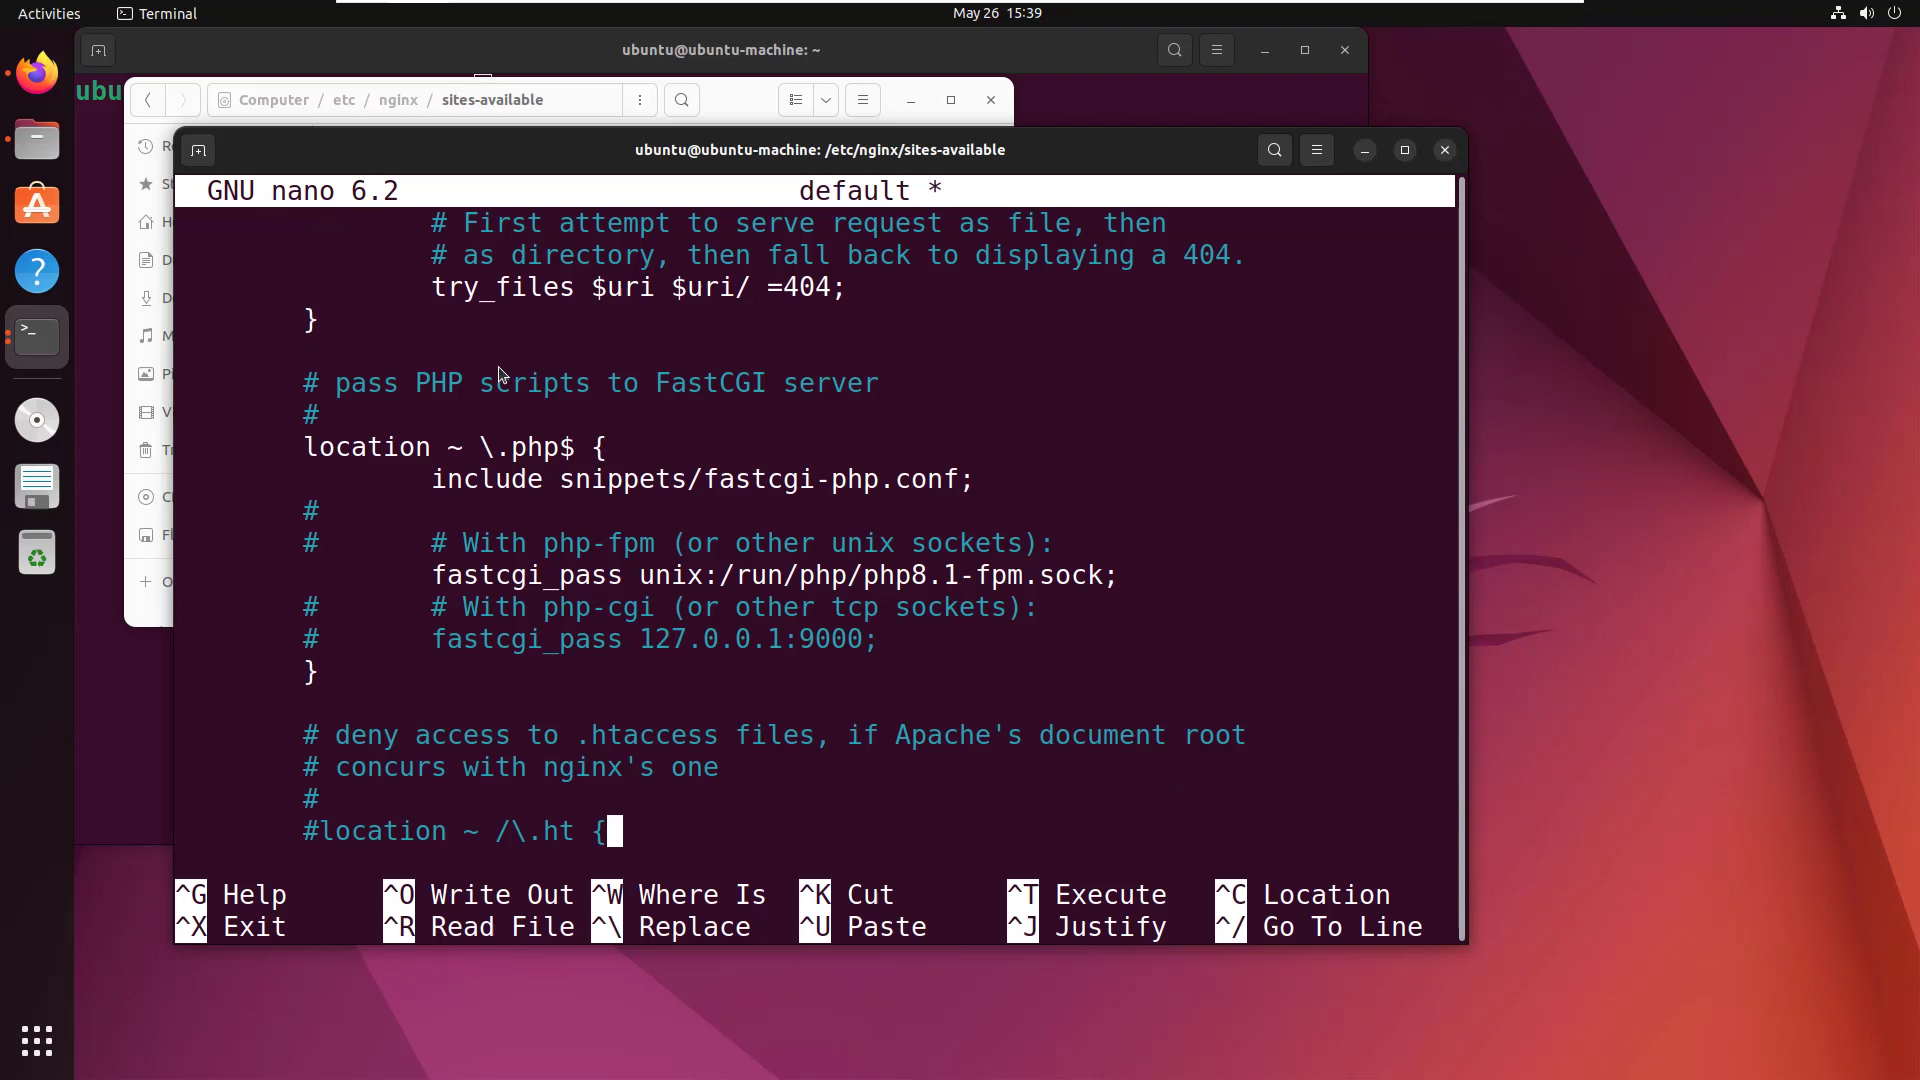 Activities
Terminal
May 26 15:39
ubuntu@ubuntu-machine: ~
ubu
Computer / etc / nginx / sites-available
ubuntu@ubuntu-machine: /etc/nginx/sites-available
GNU nano 6.2 default *
# First attempt to serve request as file, then
# as directory, then fall back to displaying a 404.
try_files $uri $uri/ =404;
}
# pass PHP scripts to FastCGI server
#
location ~ \.php$ {
include snippets/fastcgi-php.conf;
#
# # With php-fpm (or other unix sockets):
fastcgi_pass unix:/run/php/php8.1-fpm.sock;
# # With php-cgi (or other tcp sockets):
# fastcgi_pass 127.0.0.1:9000;
}
# deny access to .htaccess files, if Apache's document root
# concurs with nginx's one
#
#location ~ /\.ht {
^G Help ^O Write Out ^W Where Is ^K Cut ^T Execute ^C Location
^X Exit ^R Read File ^\ Replace ^U Paste ^J Justify ^/ Go To Line